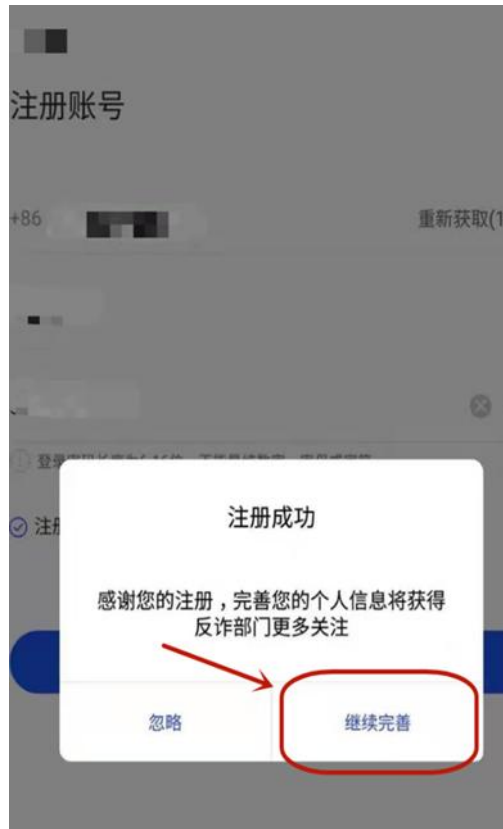 注册账号
+86
重新获取(1
注册成功
感谢您的注册，完善您的个人信息将获得
反诈部门更多关注
忽略
继续完善